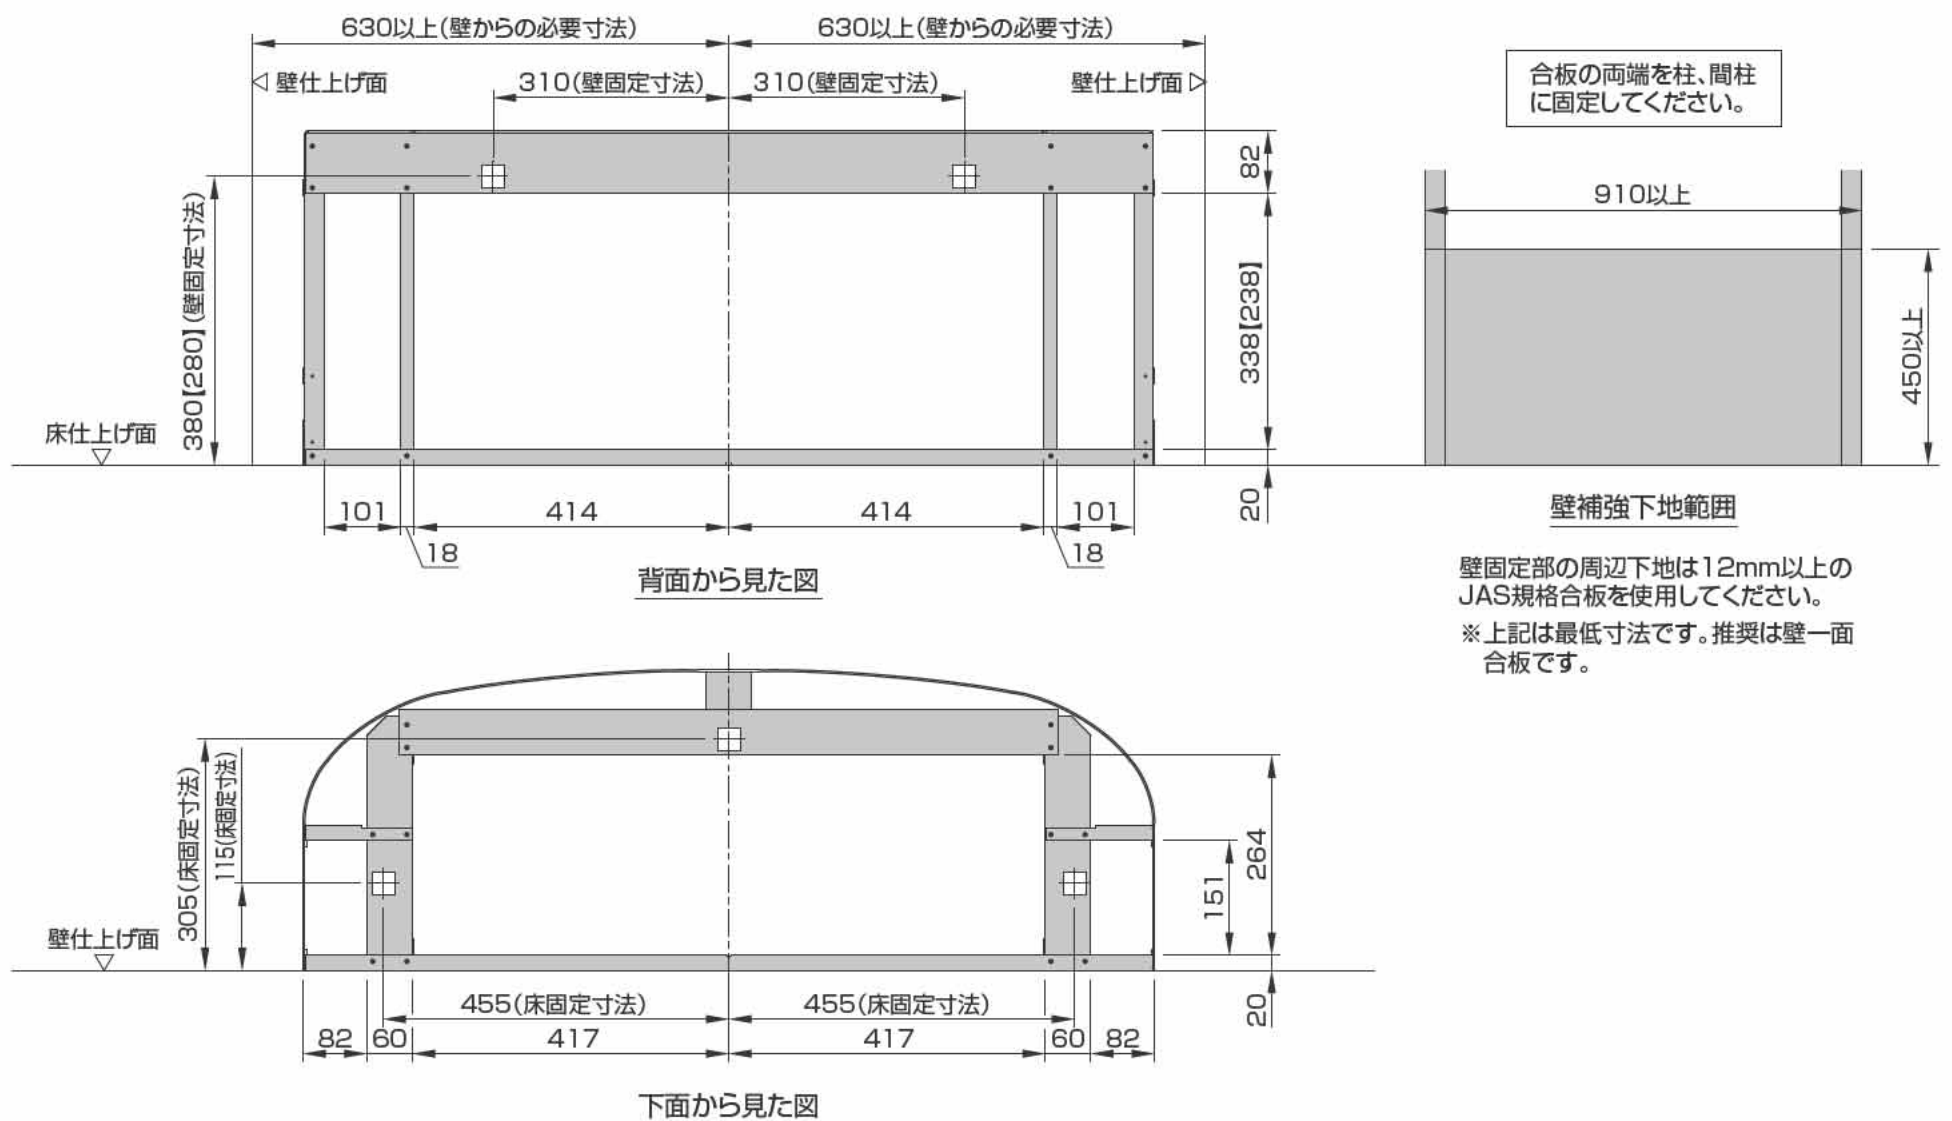 630以上(壁からの必要寸法)
630以上(壁からの必要寸法)
壁仕上げ面
310(壁固定寸法)
310(壁固定寸法)
壁仕上げ面
合板の両端を柱、間柱
に固定してください。
82
910以上
380【280】(壁固定寸法)
338【238】
450以上
床仕上げ面
20
101
414
414
101
18
18
背面から見た図
壁補強下地範囲
壁固定部の周辺下地は12mm以上の
JAS規格合板を使用してください。
※上記は最低寸法です。推奨は壁一面
合板です。
305(床固定寸法)
115(床固定寸法)
264
151
壁仕上げ面
20
455(床固定寸法)
455(床固定寸法)
82
60
417
417
60
82
下面から見た図